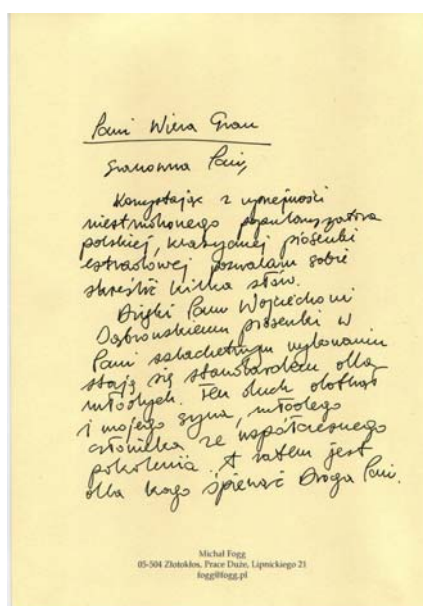 Pani Wiera Gran
Szanowna Pani,
Korzystając z uprzejmości
niestrudzonego popularyzatora
polskiej, klasycznej piosenki
estradowej pozwalam sobie
skreślić kilka słów.
Dzięki Panu Wojciechowi
Dąbrowskiemu piosenki w
Pani szlachetnym wykonaniu
stają się standardem dla
młodych. Ten duch dotknął
i mojego syna, młodego
człowieka ze współczesnego
pokolenia. A zatem jest
dla kogo śpiewać Droga Pani.
Michał Fogg
05-504 Złotokłos, Prace Duże, Lipnickiego 21
fogg@fogg.pl